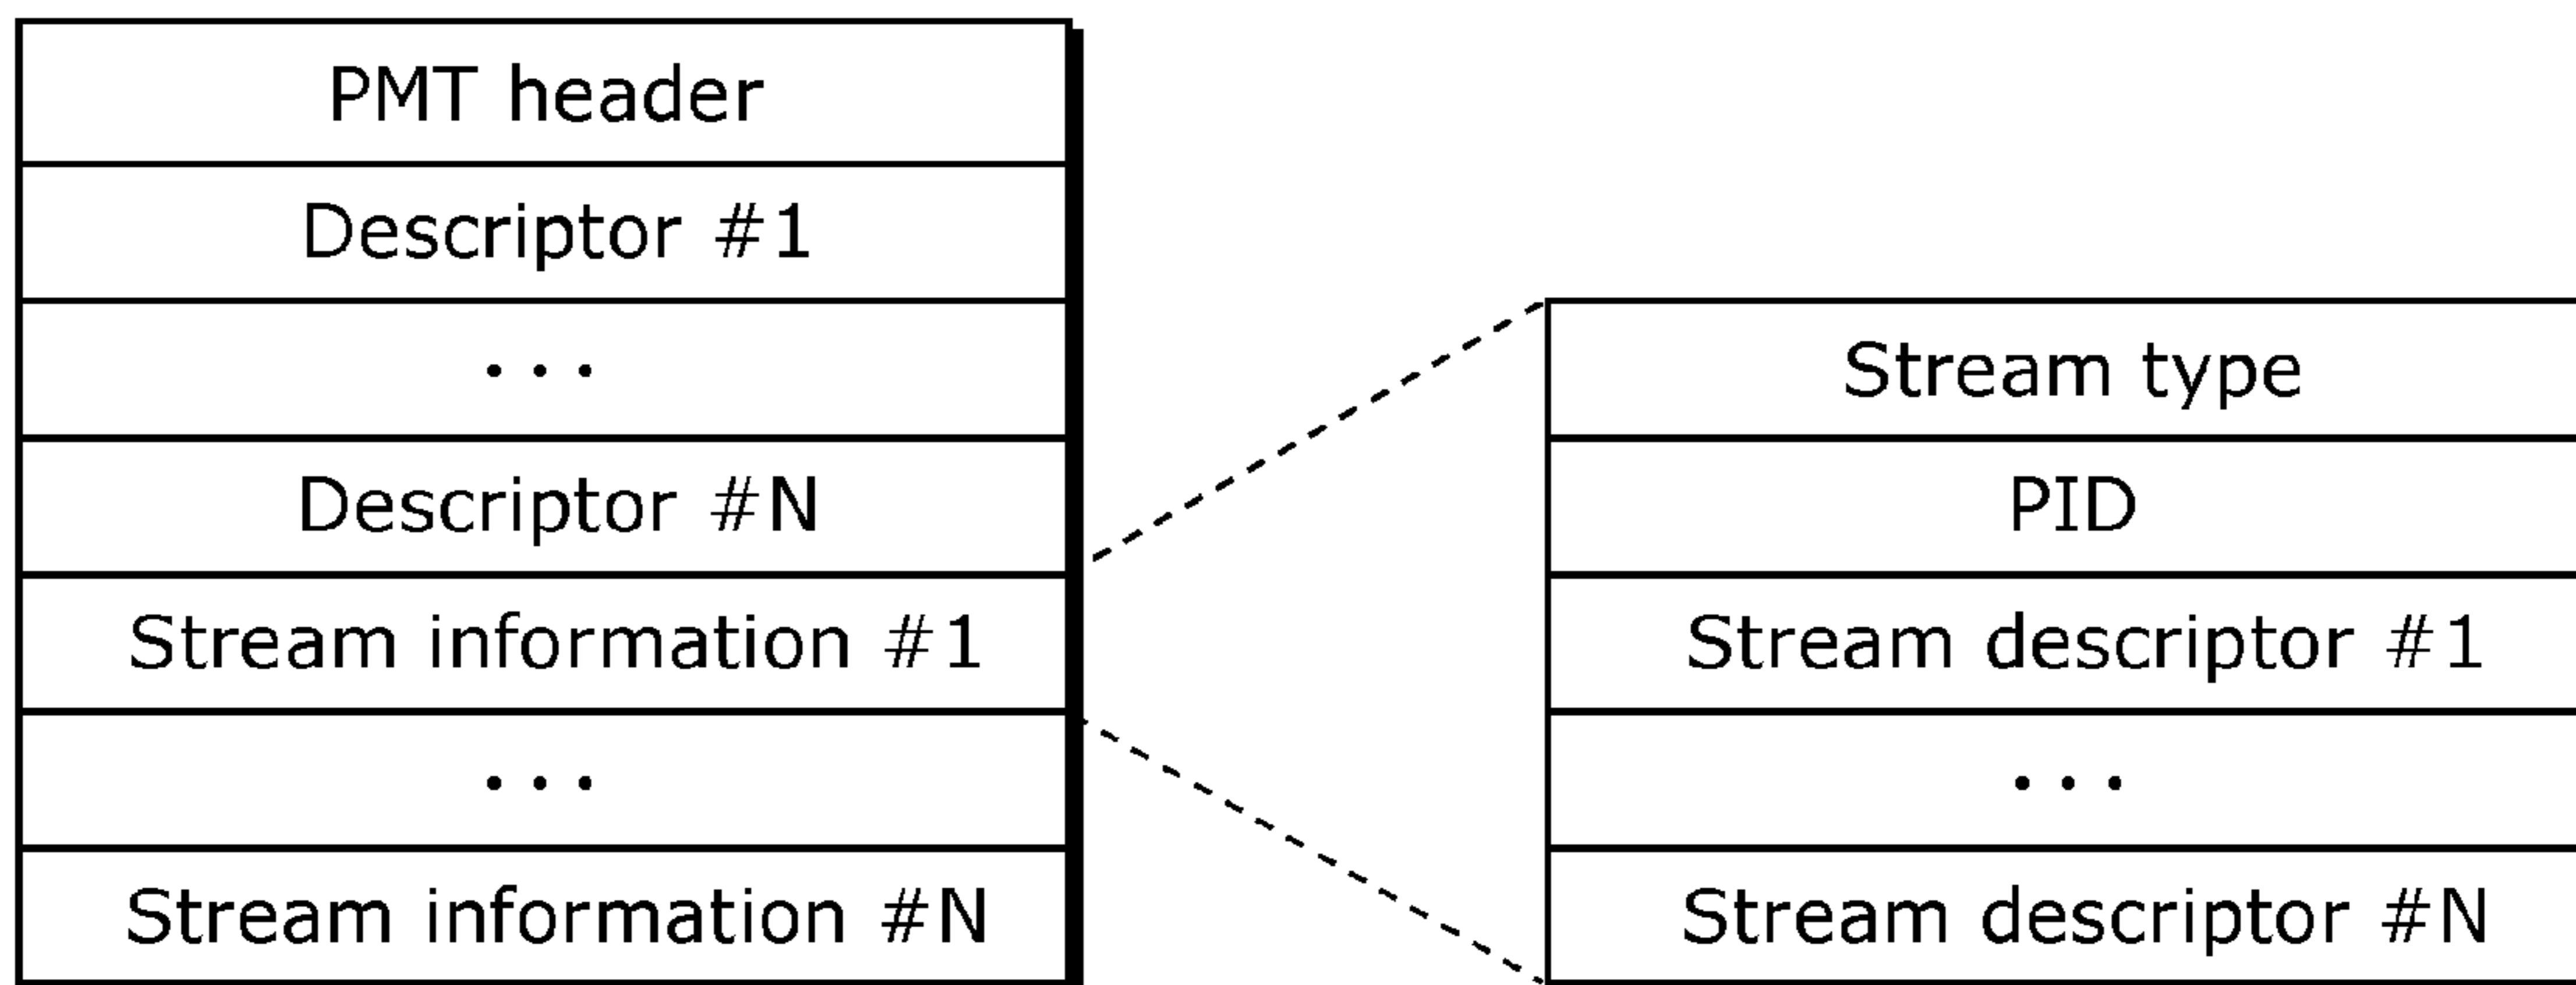 PMT header
Descriptor #1
...
Descriptor #N
Stream information #1
...
Stream information #N
Stream type
PID
Stream descriptor #1
...
Stream descriptor #N